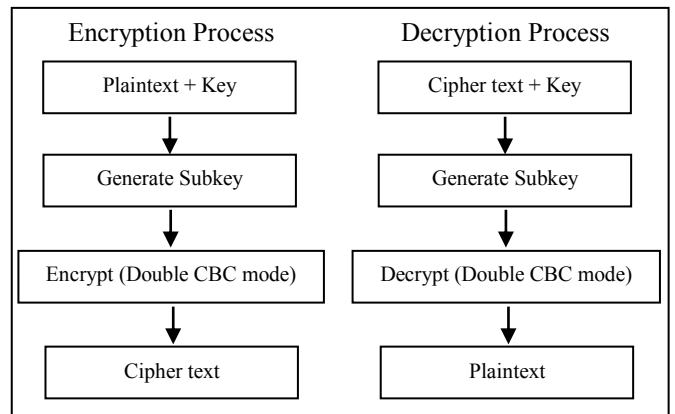 Encryption Process
Plaintext + Key
Generate Subkey
Encrypt (Double CBC mode)
Cipher text
Decryption Process
Cipher text + Key
Generate Subkey
Decrypt (Double CBC mode)
Plaintext